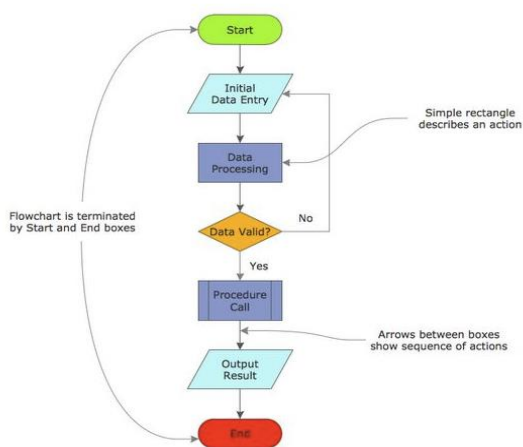 Start
Initial
Data Entry
Simple rectangle
describes an action
Data
Processing
Flowchart is terminated
by Start and End boxes
Data Valid?
No
Yes
Procedure
Call
Arrows between boxes
show sequence of actions
Output
Result
End